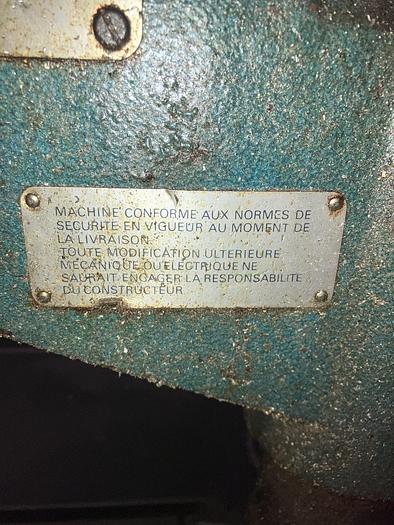 MACHINE CONFORME AUX NORMES DE
SECURITE EN VIGUEUR AU MOMENT DE
LA LIVRAISON.
TOUTE MODIFICATION ULTERIEURE
MECANIQUE OU ELECTRIQUE NE
SAURAIT ENGAGER LA RESPONSABILITE
DU CONSTRUCTEUR